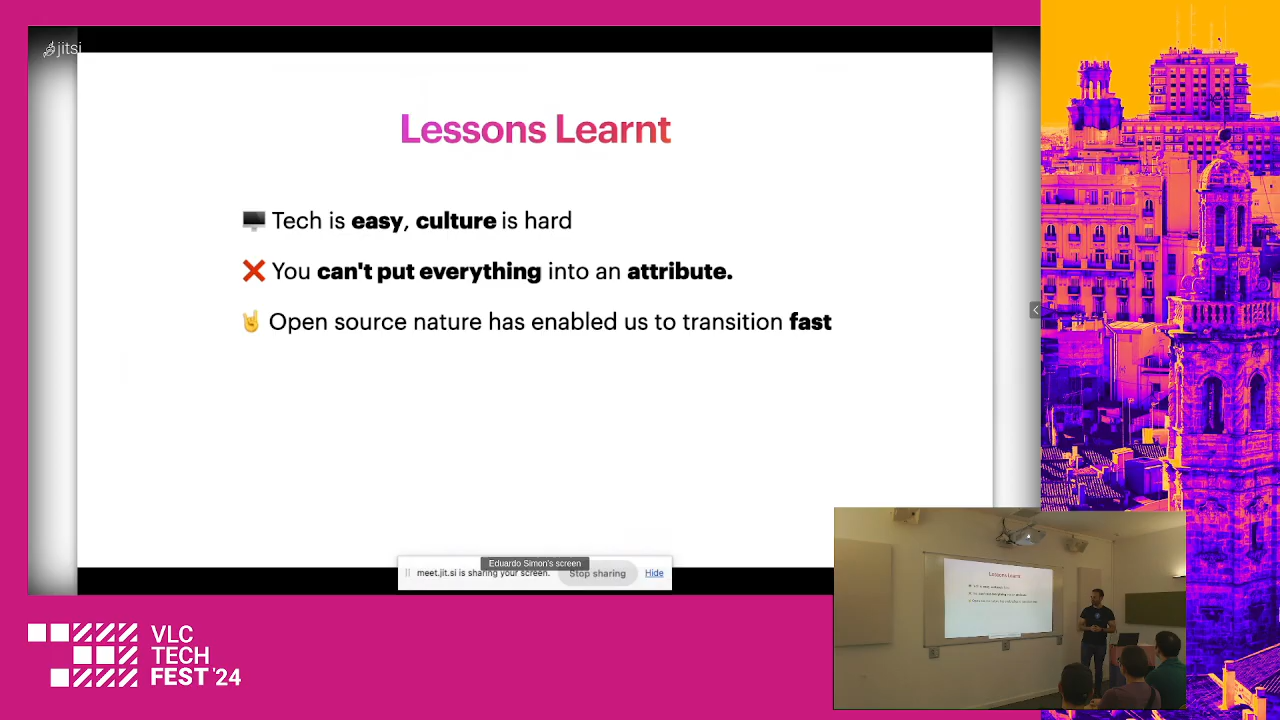 jitsi
Lessons Learnt
Tech is easy, culture is hard
You can't put everything into an attribute.
Open source nature has enabled us to transition fast
Eduardo Simon's screen
meet.jit.si is sharing your screen.
Stop sharing
Hide
VLC
TECH
FEST '24
Lessons Learnt